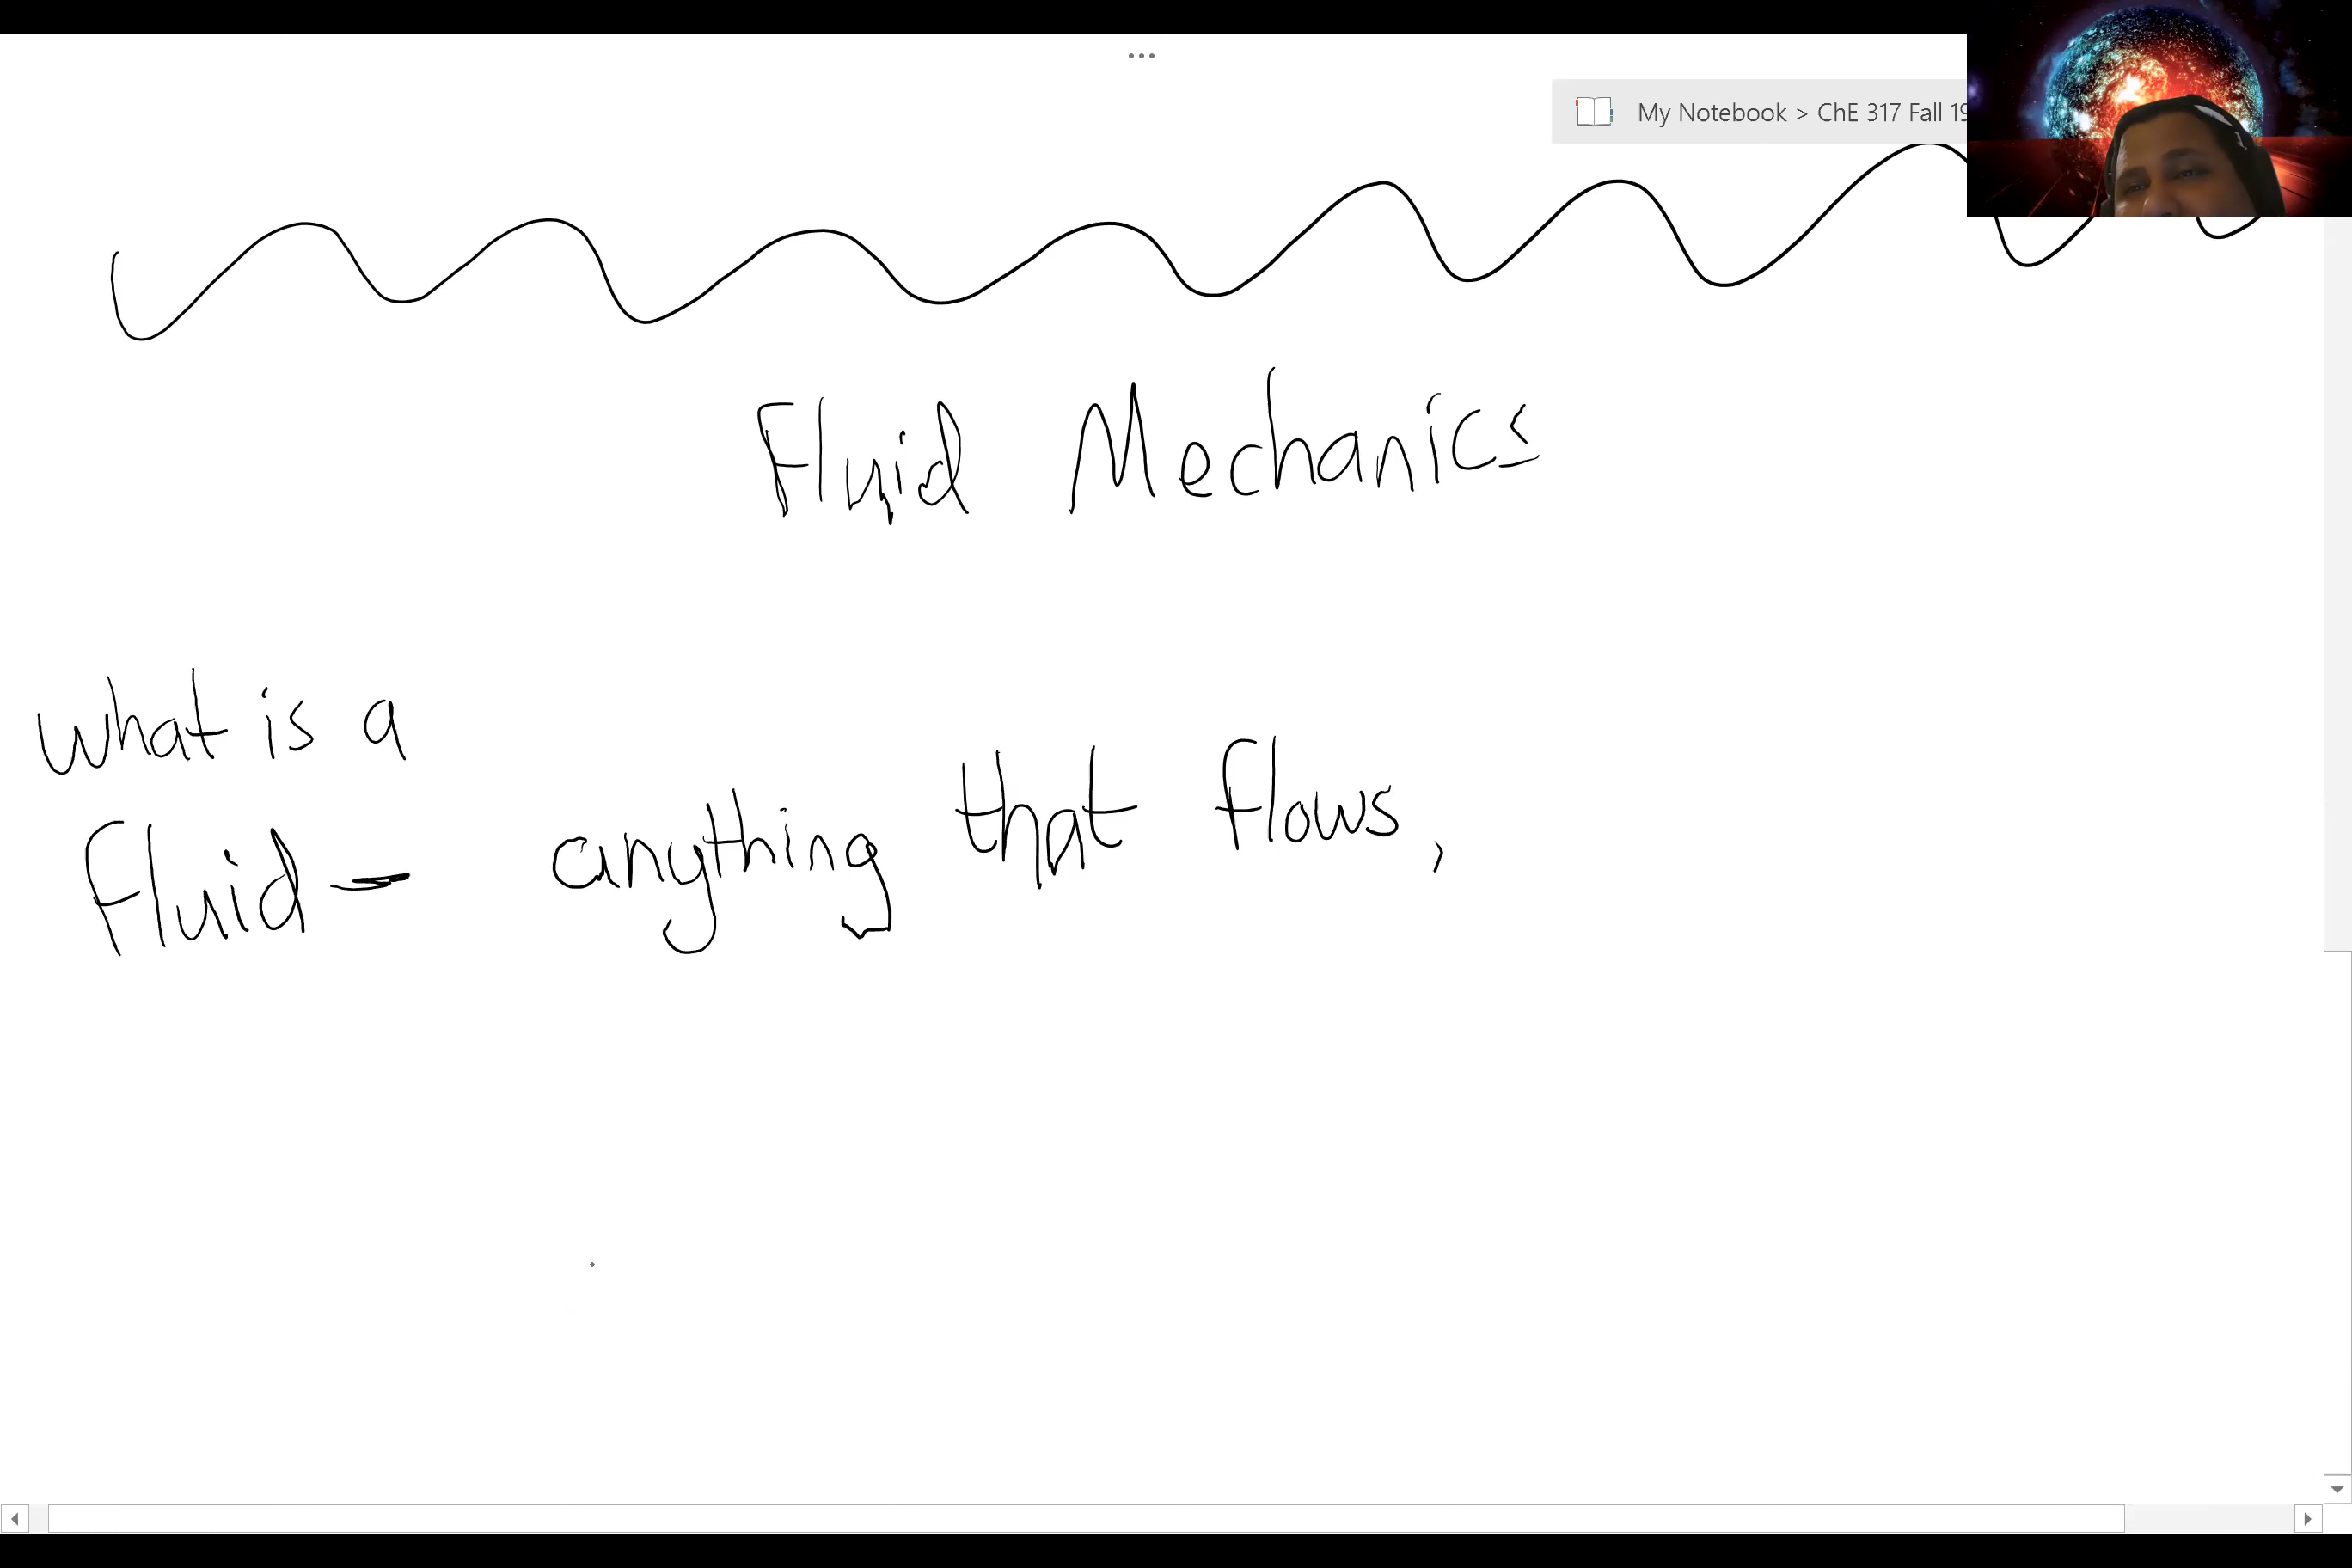 My Notebook > ChE 317 Fall 19
Fluid Mechanics
What is a
Fluid - anything that flows,